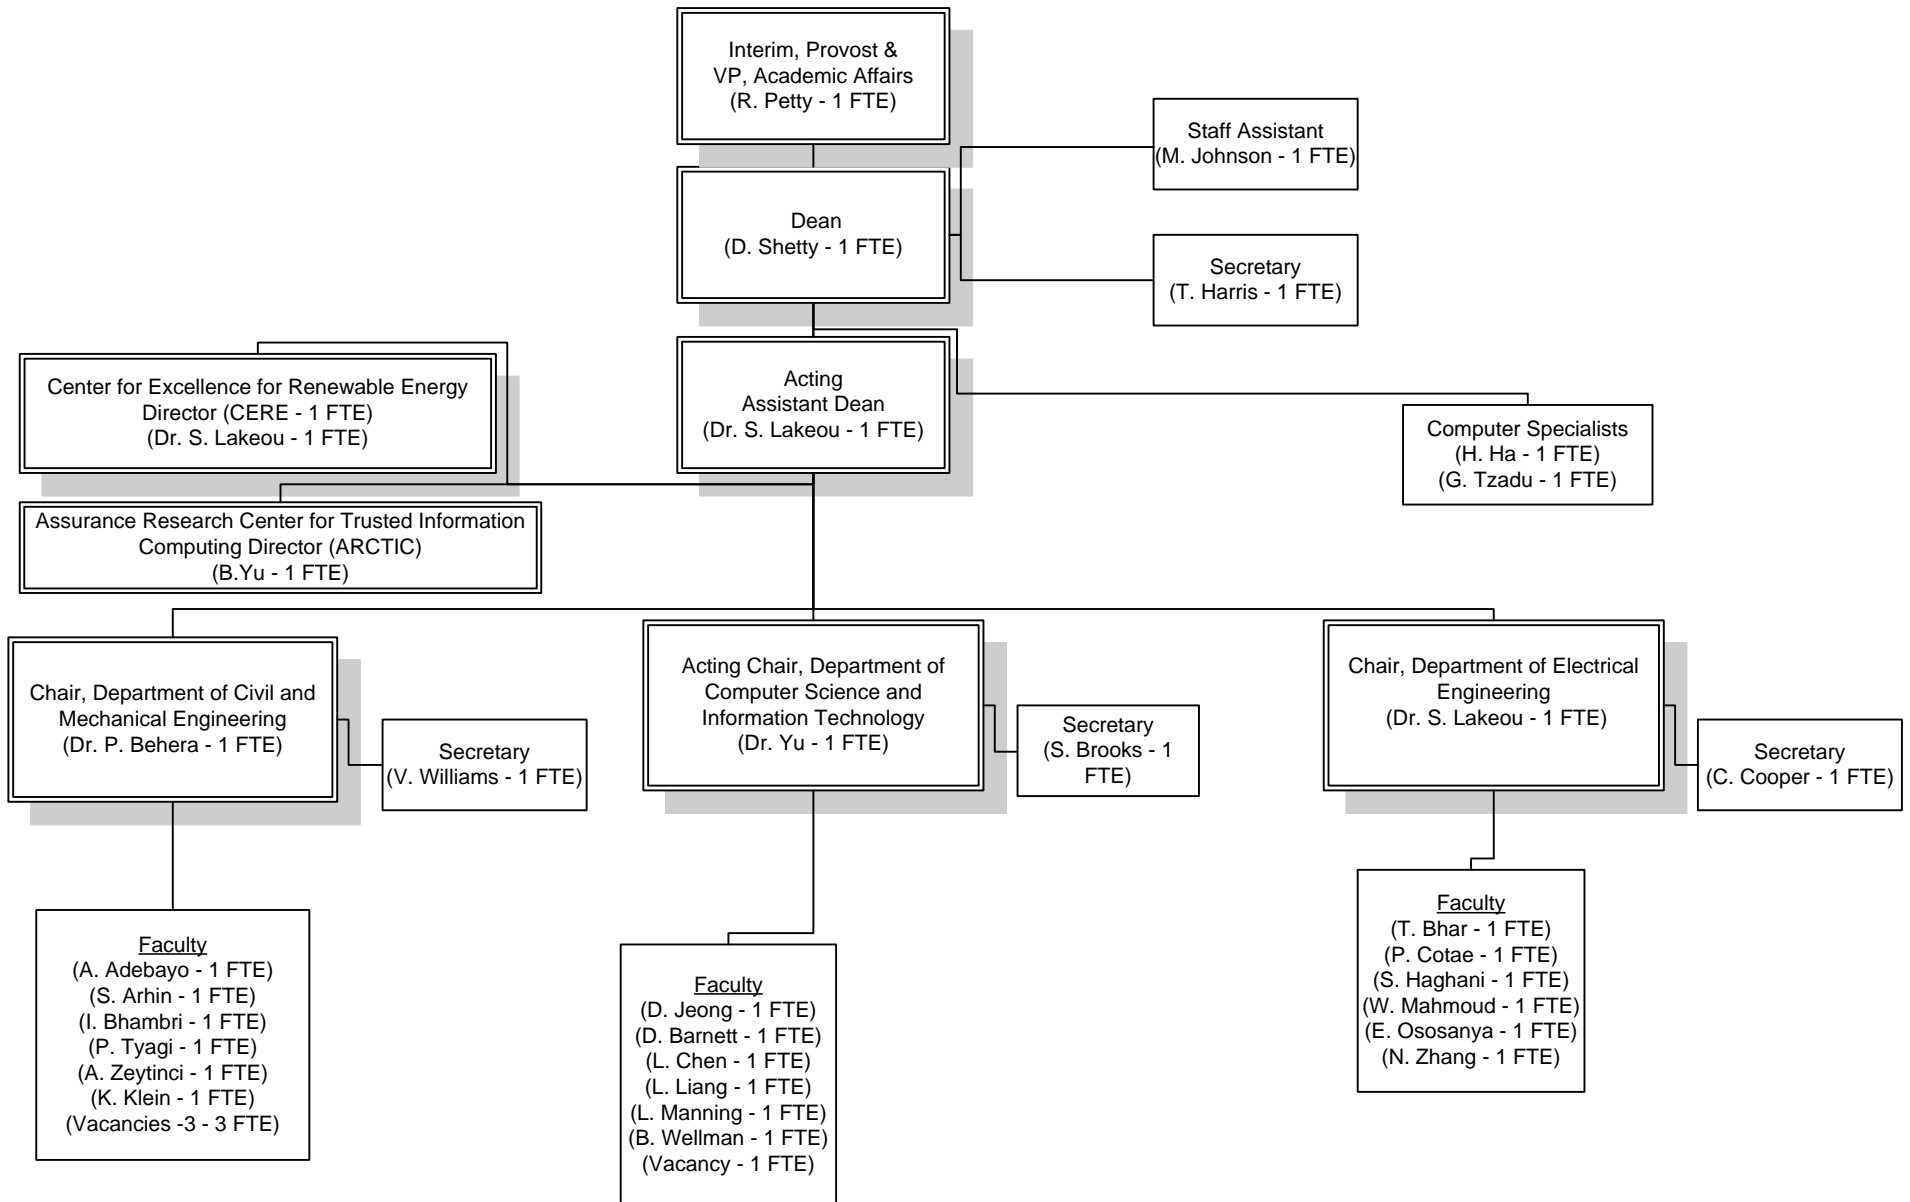 Interim, Provost &
VP, Academic Affairs
(R. Petty - 1 FTE)
Staff Assistant
(M. Johnson - 1 FTE)
Dean
(D. Shetty - 1 FTE)
Secretary
(T. Harris - 1 FTE)
Center for Excellence for Renewable Energy
Director (CERE - 1 FTE)
(Dr. S. Lakeou - 1 FTE)
Acting
Assistant Dean
(Dr. S. Lakeou - 1 FTE)
Computer Specialists
(H. Ha - 1 FTE)
(G. Tzadu - 1 FTE)
Assurance Research Center for Trusted Information
Computing Director (ARCTIC)
(B.Yu - 1 FTE)
Chair, Department of Civil and
Mechanical Engineering
(Dr. P. Behera - 1 FTE)
Secretary
(V. Williams - 1 FTE)
Acting Chair, Department of
Computer Science and
Information Technology
(Dr. Yu - 1 FTE)
Secretary
(S. Brooks - 1
FTE)
Chair, Department of Electrical
Engineering
(Dr. S. Lakeou - 1 FTE)
Secretary
(C. Cooper - 1 FTE)
Faculty
(A. Adebayo - 1 FTE)
(S. Arhin - 1 FTE)
(I. Bhambri - 1 FTE)
(P. Tyagi - 1 FTE)
(A. Zeytinci - 1 FTE)
(K. Klein - 1 FTE)
(Vacancies -3 - 3 FTE)
Faculty
(D. Jeong - 1 FTE)
(D. Barnett - 1 FTE)
(L. Chen - 1 FTE)
(L. Liang - 1 FTE)
(L. Manning - 1 FTE)
(B. Wellman - 1 FTE)
(Vacancy - 1 FTE)
Faculty
(T. Bhar - 1 FTE)
(P. Cotae - 1 FTE)
(S. Haghani - 1 FTE)
(W. Mahmoud - 1 FTE)
(E. Ososanya - 1 FTE)
(N. Zhang - 1 FTE)